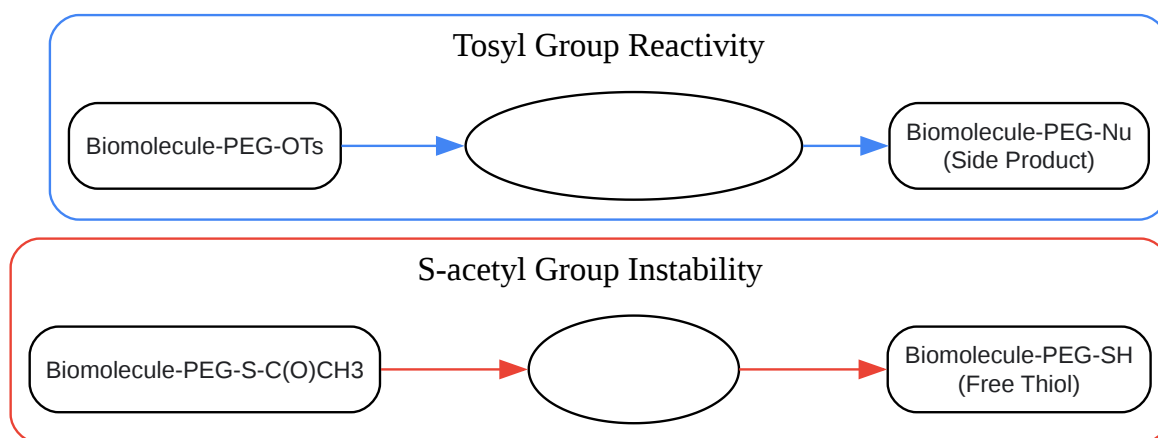 Tosyl Group Reactivity
Biomolecule-PEG-OTs
Biomolecule-PEG-Nu
(Side Product)
S-acetyl Group Instability
Biomolecule-PEG-S-C(O)CH3
Biomolecule-PEG-SH
(Free Thiol)